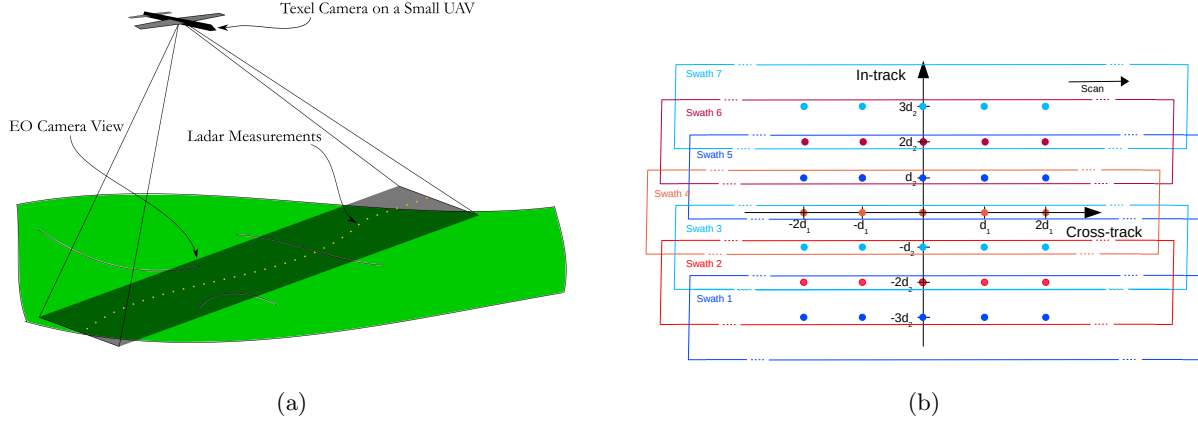 Texel Camera on a Small UAV
EO Camera View
Ladar Measurements
(a)
Swath 7
In-track
Scan
3d₂
Swath 6
2d₂
Swath 5
d₂
Swath 4
-2d₁
-d₁
d₁
2d₁
Swath 3
Cross-track
-d₂
Swath 2
-2d₂
Swath 1
-3d₂
(b)